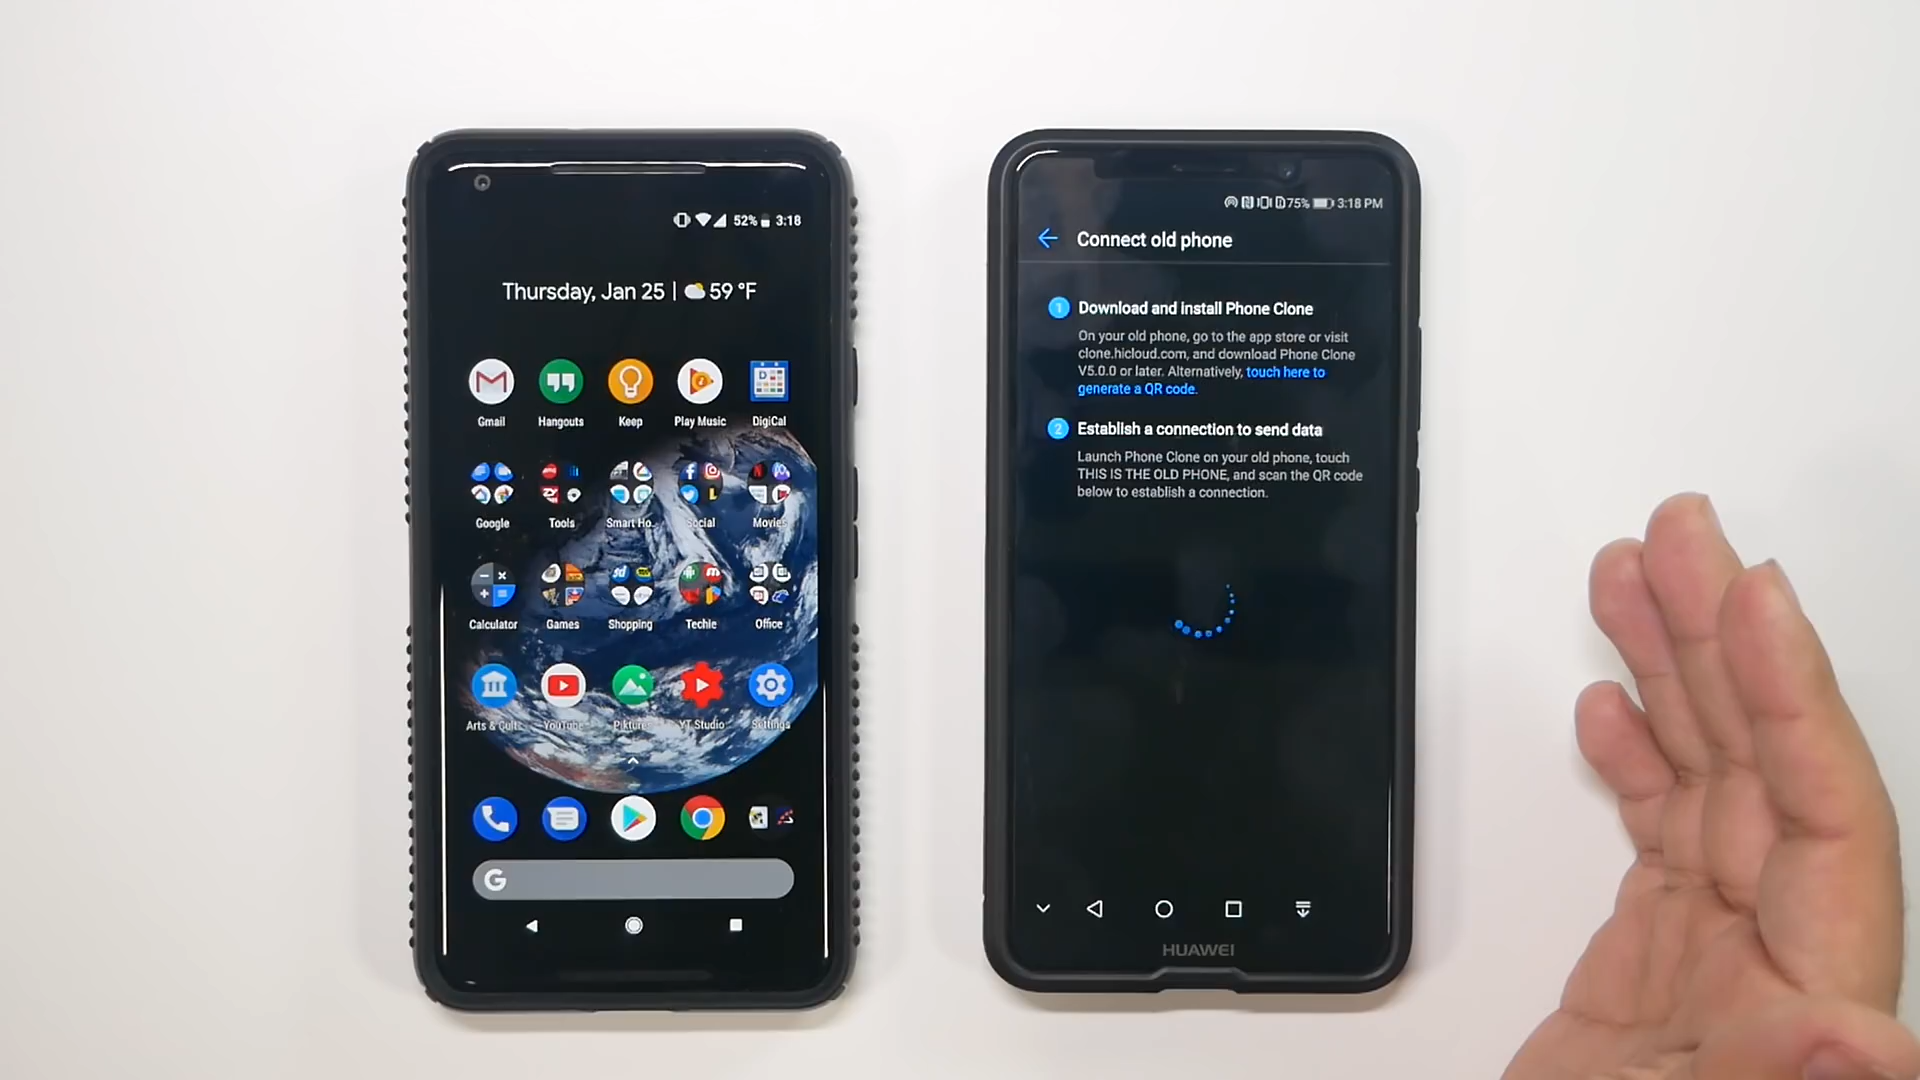 52% 3:18
Thursday, Jan 25 | 59 °F
Gmail Hangouts Keep Play Music DigiCal
Google Tools Smart Ho.. Social Movies
Calculator Games Shopping Techie Office
Arts & Cult.. YouTube Piktures YT Studio Settings
G
75% 3:18 PM
Connect old phone
1 Download and install Phone Clone
On your old phone, go to the app store or visit
clone.hicloud.com, and download Phone Clone
V5.0.0 or later. Alternatively, touch here to
generate a QR code.
2 Establish a connection to send data
Launch Phone Clone on your old phone, touch
THIS IS THE OLD PHONE, and scan the QR code
below to establish a connection.
HUAWEI